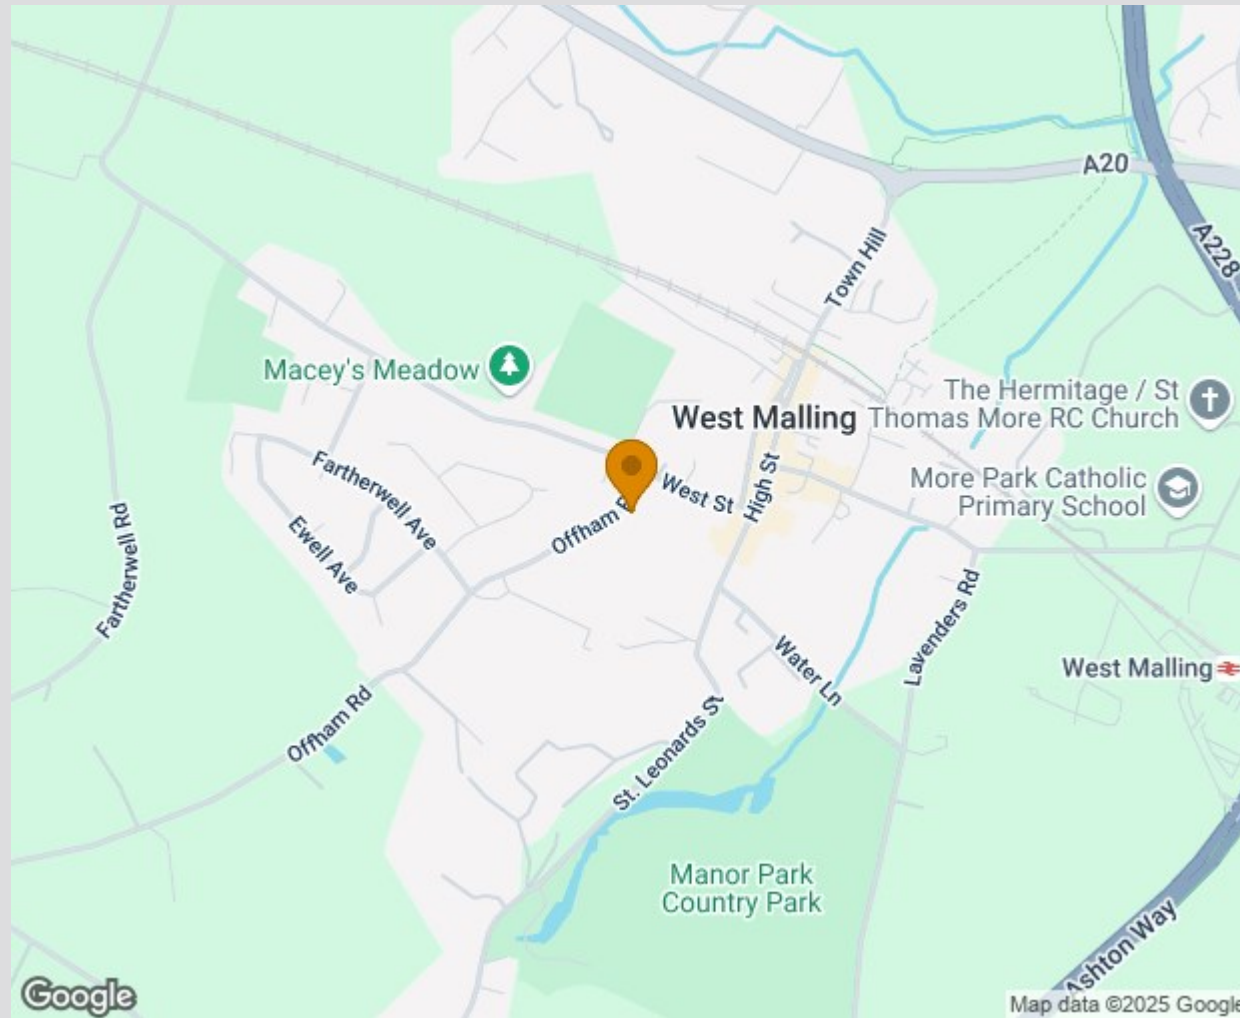 A20
A228
Town Hill
Macey's Meadow
The Hermitage / St
Thomas More RC Church
West Malling
High St
West St
More Park Catholic
Primary School
Fartherwell Ave
Offham
Ewell Ave
Fartherwell Rd
Lavenders Rd
Water Ln
West Malling
Offham Rd
St. Leonards St
Manor Park
Country Park
Ashton Way
Google
Map data ©2025 Google